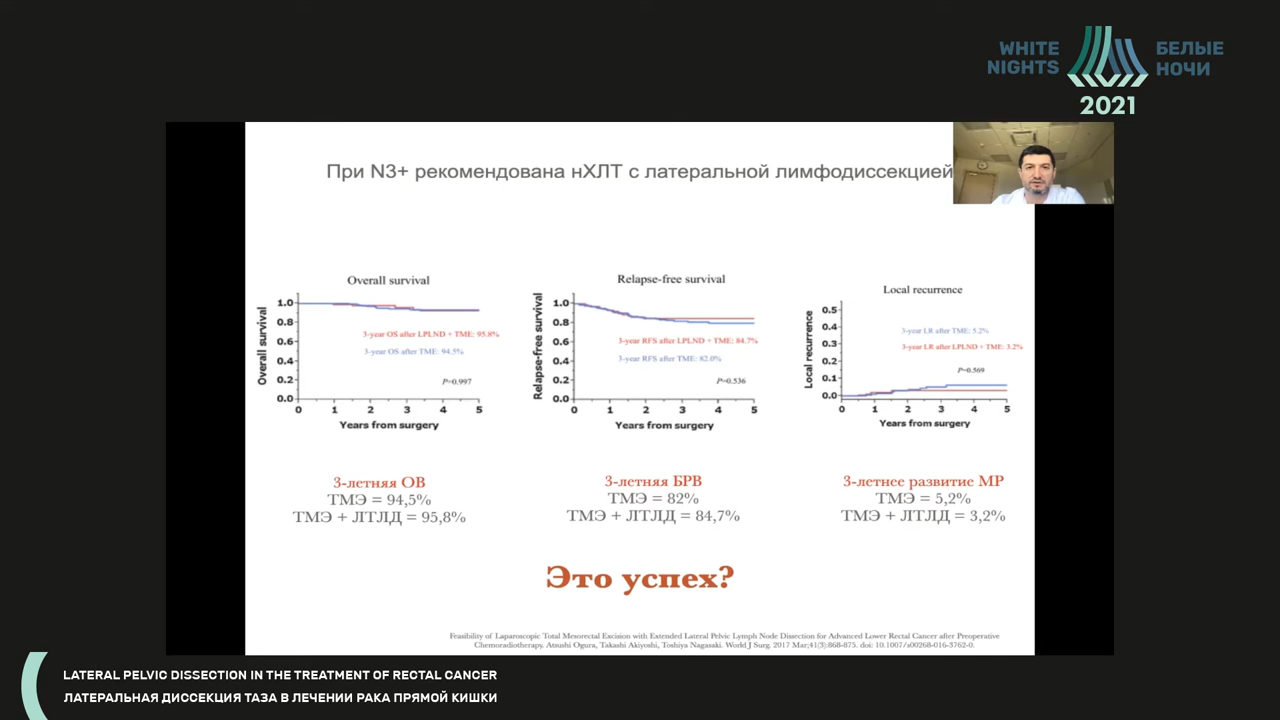 WHITE
NIGHTS
БЕЛЫЕ
НОЧИ
2021
При N3+ рекомендована нХЛТ с латеральной лимфодиссекцией
Overall survival
Overall survival
1.0
0.8
0.6
0.4
0.2
0.0
3-year OS after LPLND + TME: 95.8%
3-year OS after TME: 94.5%
P=0.997
0 1 2 3 4 5
Years from surgery
Relapse-free survival
Relapse-free survival
1.0
0.8
0.6
0.4
0.2
0.0
3-year RFS after LPLND + TME: 84.7%
3-year RFS after TME: 82.0%
P=0.536
0 1 2 3 4 5
Years from surgery
Local recurrence
Local recurrence
0.5
0.4
0.3
0.2
0.1
0.0
3-year LR after TME: 5.2%
3-year LR after LPLND + TME: 3.2%
P=0.569
0 1 2 3 4 5
Years from surgery
3-летняя ОВ
ТМЭ = 94,5%
ТМЭ + ЛТЛД = 95,8%
3-летняя БРВ
ТМЭ = 82%
ТМЭ + ЛТЛД = 84,7%
3-летнее развитие МР
ТМЭ = 5,2%
ТМЭ + ЛТЛД = 3,2%
Это успех?
Feasibility of Laparoscopic Total Mesorectal Excision with Extended Lateral Pelvic Lymph Node Dissection for Advanced Lower Rectal Cancer after Preoperative
Chemoradiotherapy. Atsushi Ogura, Takashi Akiyoshi, Toshiya Nagasaki. World J Surg. 2017 Mar;41(3):868-875. doi: 10.1007/s00268-016-3762-0.
LATERAL PELVIC DISSECTION IN THE TREATMENT OF RECTAL CANCER
ЛАТЕРАЛЬНАЯ ДИССЕКЦИЯ ТАЗА В ЛЕЧЕНИИ РАКА ПРЯМОЙ КИШКИ